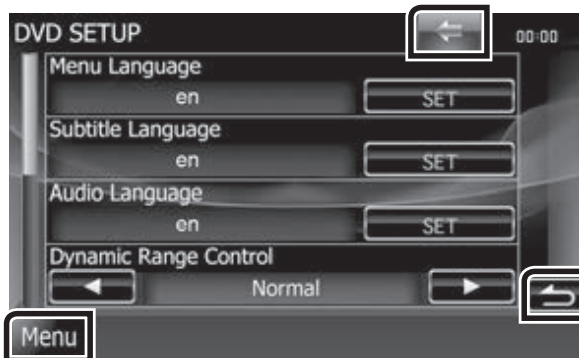 DVD SETUP
00:00
Menu Language
en
SET
Subtitle Language
en
SET
Audio Language
en
SET
Dynamic Range Control
Normal
Menu